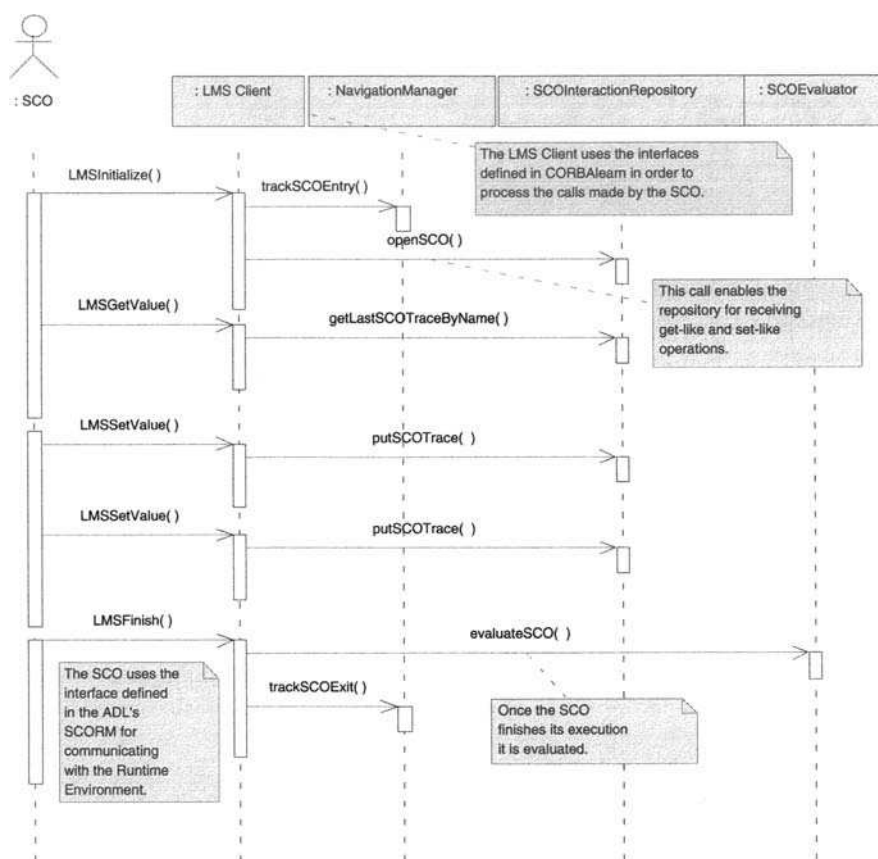 : SCO
: LMS Client
: NavigationManager
: SCOInteractionRepository
: SCOEvaluator
The LMS Client uses the interfaces
defined in CORBAlearn in order to
process the calls made by the SCO.
LMSInitialize( )
trackSCOEntry( )
openSCO( )
This call enables the
repository for receiving
get-like and set-like
operations.
LMSGetValue( )
getLastSCOTraceByName( )
LMSSetValue( )
putSCOTrace( )
LMSSetValue( )
putSCOTrace( )
LMSFinish( )
evaluateSCO( )
The SCO uses the
interface defined
in the ADL's
SCORM for
communicating
with the Runtime
Environment.
trackSCOExit( )
Once the SCO
finishes its execution
it is evaluated.